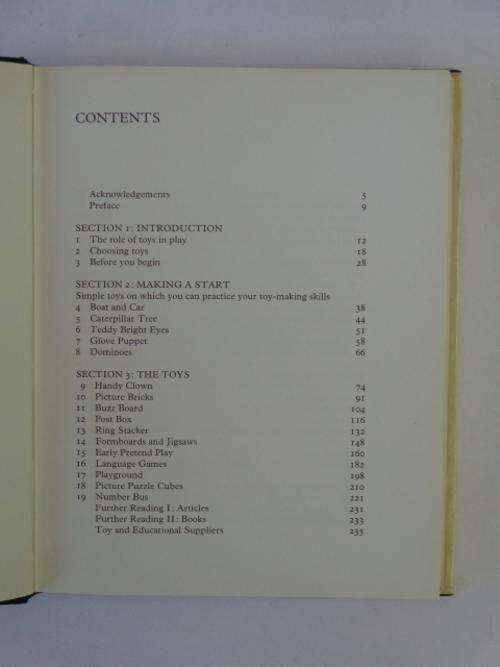 CONTENTS
Acknowledgements 5
Preface 9
SECTION 1: INTRODUCTION
1 The role of toys in play 12
2 Choosing toys 18
3 Before you begin 28
SECTION 2: MAKING A START
Simple toys on which you can practice your toy-making skills
4 Boat and Car 38
5 Caterpillar Tree 44
6 Teddy Bright Eyes 51
7 Glove Puppet 58
8 Dominoes 66
SECTION 3: THE TOYS
9 Handy Clown 74
10 Picture Bricks 91
11 Buzz Board 104
12 Post Box 116
13 Ring Stacker 132
14 Formboards and Jigsaws 148
15 Early Pretend Play 160
16 Language Games 182
17 Playground 198
18 Picture Puzzle Cubes 210
19 Number Bus 221
Further Reading I: Articles 231
Further Reading II: Books 233
Toy and Educational Suppliers 235